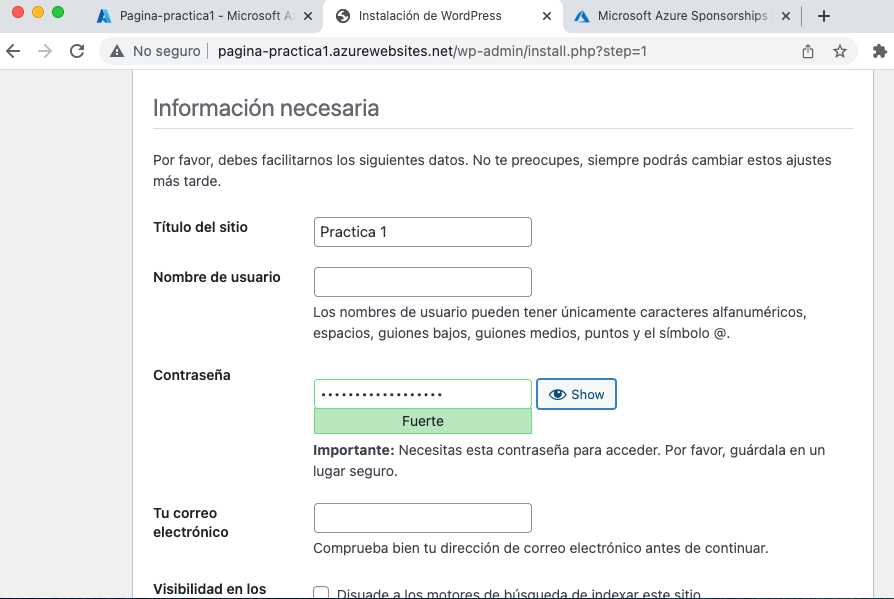 Pagina-practica1 - Microsoft Az
Instalación de WordPress
Microsoft Azure Sponsorships
No seguro
pagina-practica1.azurewebsites.net/wp-admin/install.php?step=1
Información necesaria
Por favor, debes facilitarnos los siguientes datos. No te preocupes, siempre podrás cambiar estos ajustes
más tarde.
Título del sitio
Practica 1
Nombre de usuario
Los nombres de usuario pueden tener únicamente caracteres alfanuméricos,
espacios, guiones bajos, guiones medios, puntos y el símbolo @.
Contraseña
•••••••••••••••••• Show
Fuerte
Importante: Necesitas esta contraseña para acceder. Por favor, guárdala en un
lugar seguro.
Tu correo
electrónico
Comprueba bien tu dirección de correo electrónico antes de continuar.
Visibilidad en los
Disuade a los motores de búsqueda de indexar este sitio